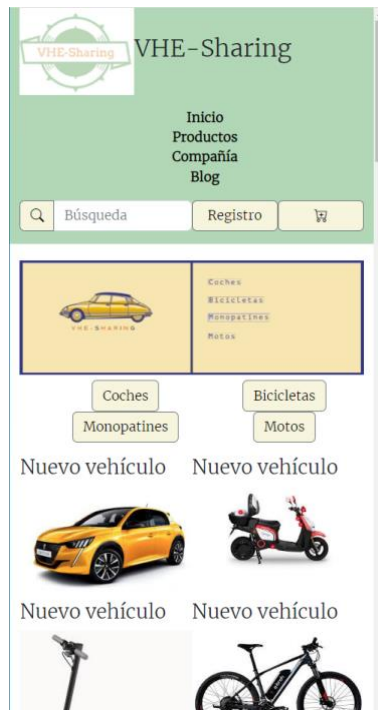 VHE-Sharing
VHE-Sharing
Inicio
Productos
Compañía
Blog
Búsqueda
Registro
Coches
Bicicletas
Monopatines
Motos
VHE-SHARING
Coches
Bicicletas
Monopatines
Motos
Nuevo vehículo
Nuevo vehículo
Nuevo vehículo
Nuevo vehículo